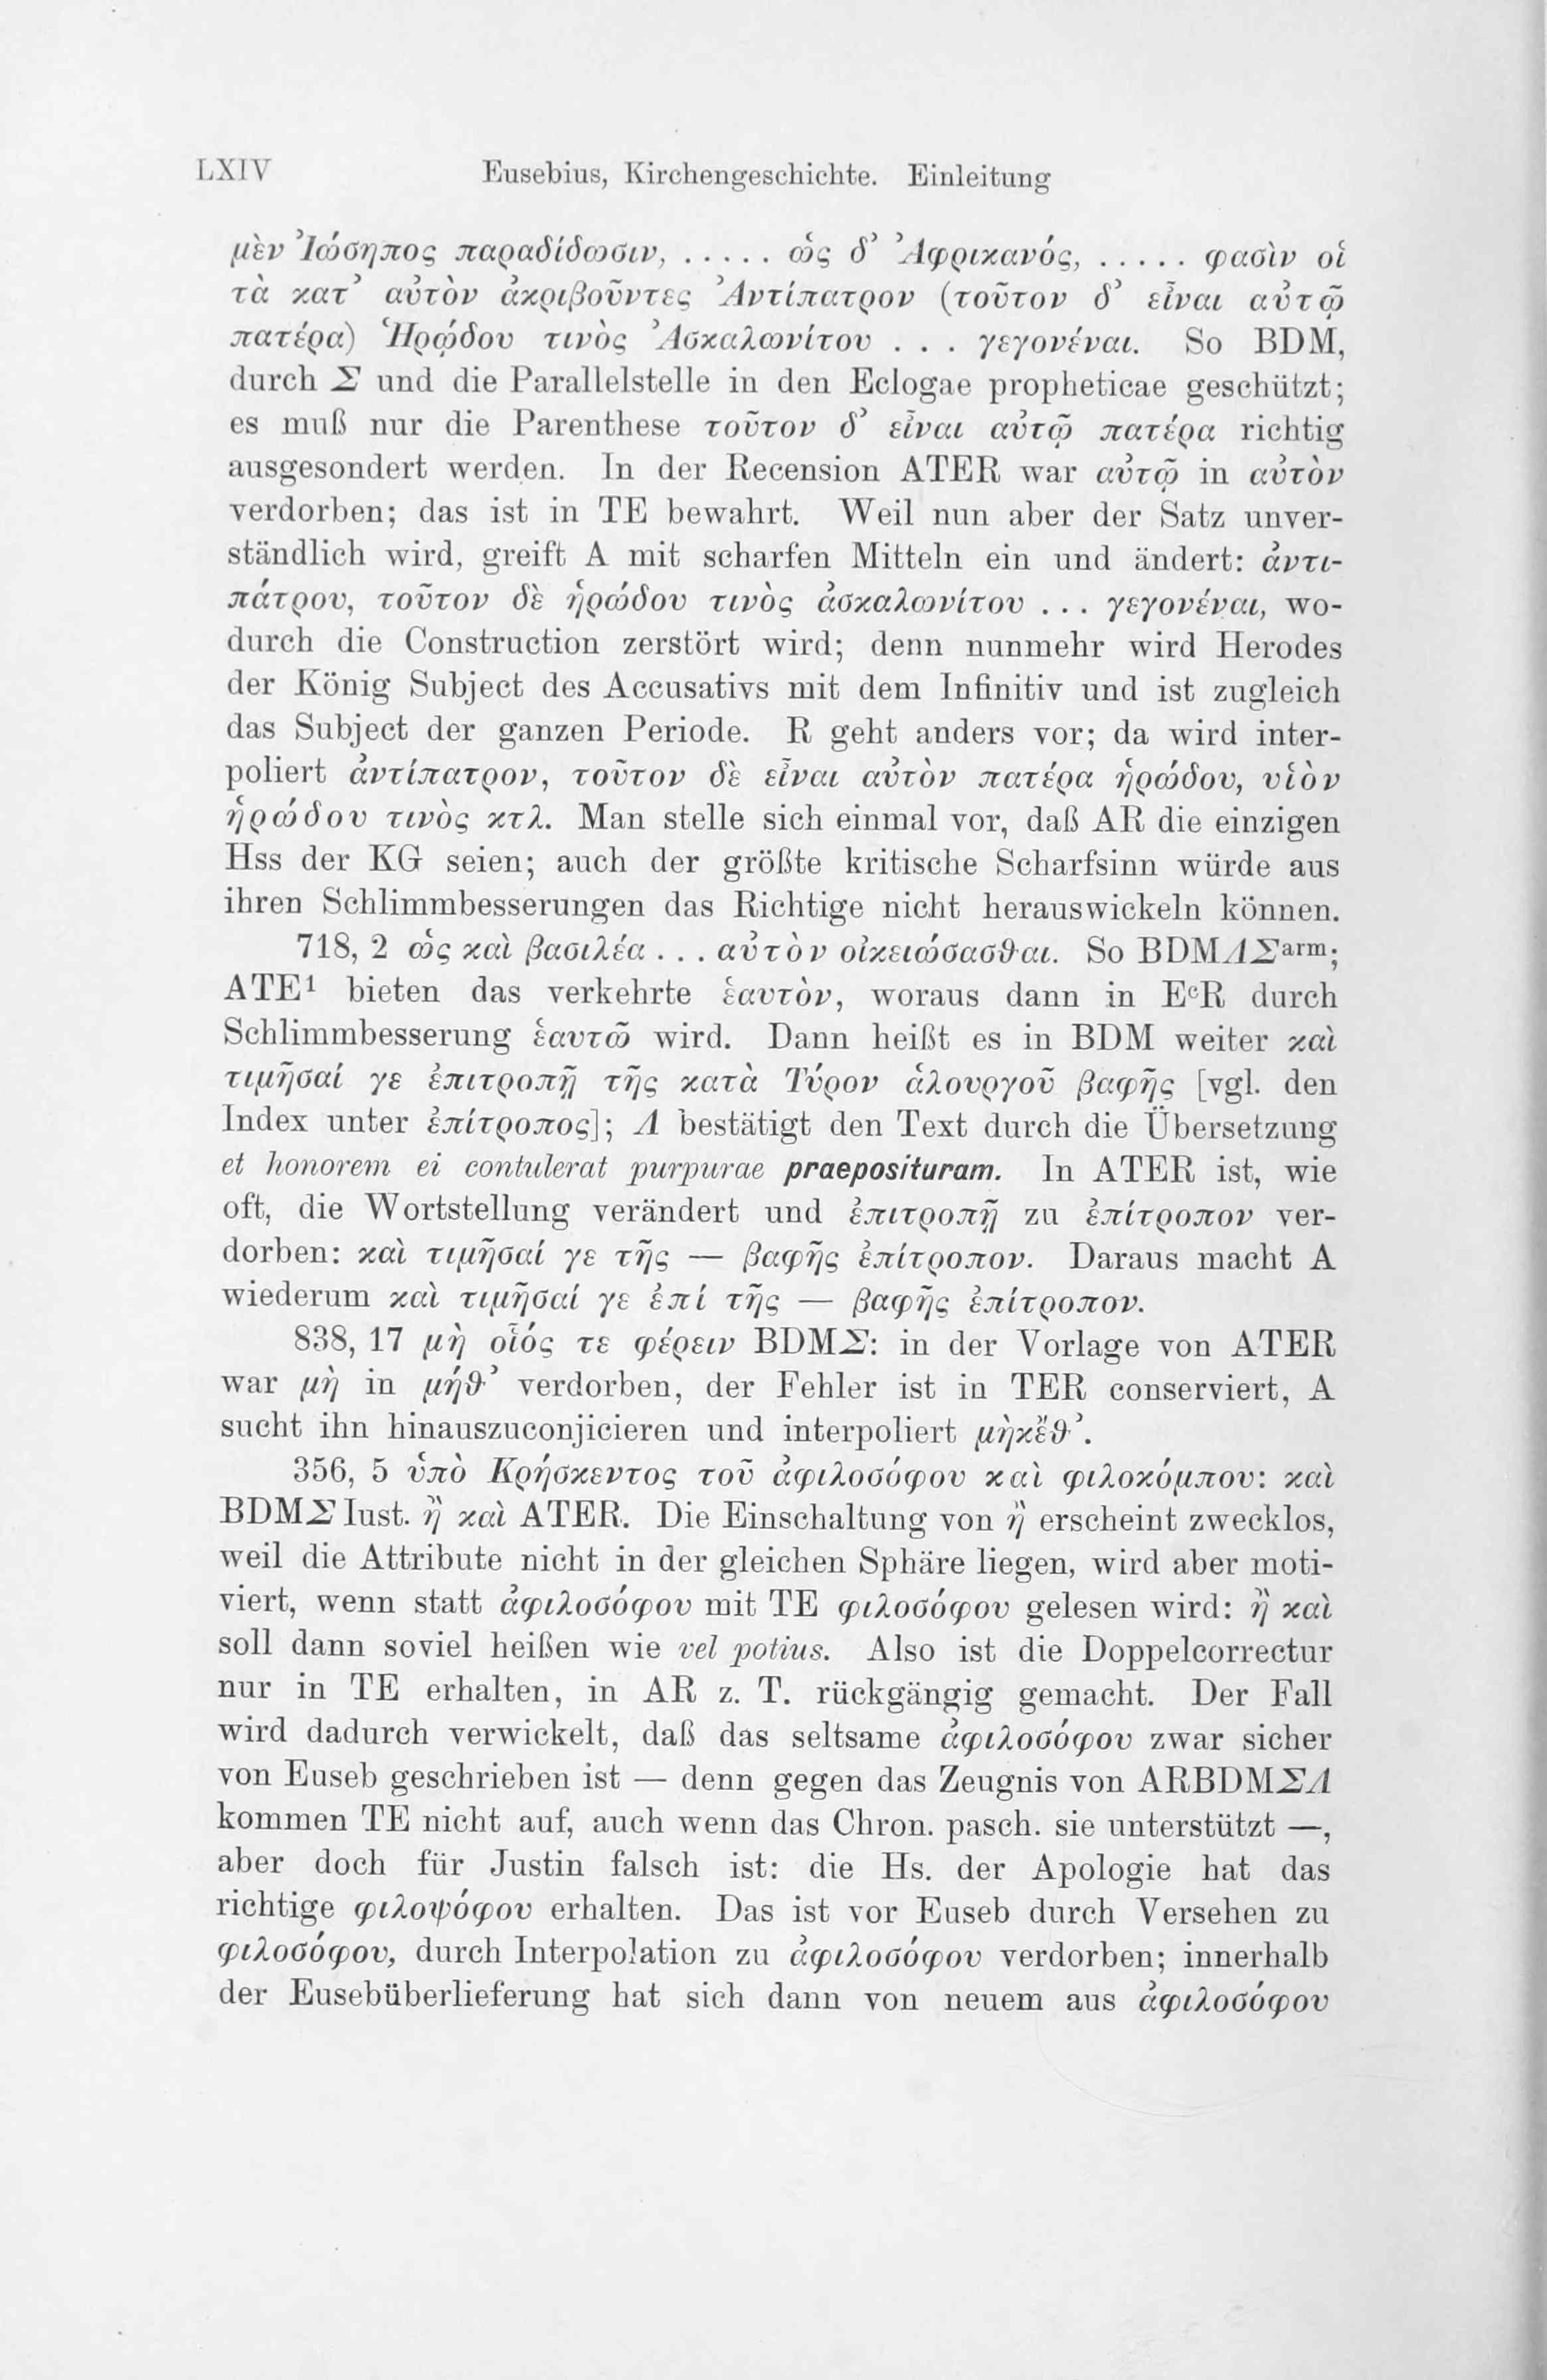 LXIV Eusebius, Kirchengeschichte. Einleitung
μὲν Ἰώσηπος παραδίδωσιν, ..... ὡς δ’ Ἀφρικανός, ..... φασὶν οἱ
τὰ κατ’ αὐτὸν ἀκριβοῦντες Ἀντίπατρον (τοῦτον δ’ εἶναι αὐτῷ
πατέρα) Ἡρῴδου τινὸς Ἀσκαλωνίτου ... γεγονέναι. So BDM,
durch Σ und die Parallelstelle in den Eclogae propheticae geschützt;
es muß nur die Parenthese τοῦτον δ’ εἶναι αὐτῷ πατέρα richtig
ausgesondert werden. In der Recension ATER war αὐτῷ in αὐτὸν
verdorben; das ist in TE bewahrt. Weil nun aber der Satz unver-
ständlich wird, greift A mit scharfen Mitteln ein und ändert: ἀντι-
πάτρου, τοῦτον δὲ ἡρώδου τινὸς ἀσκαλωνίτου ... γεγονέναι, wo-
durch die Construction zerstört wird; denn nunmehr wird Herodes
der König Subject des Accusativs mit dem Infinitiv und ist zugleich
das Subject der ganzen Periode. R geht anders vor; da wird inter-
poliert ἀντίπατρον, τοῦτον δὲ εἶναι αὐτὸν πατέρα ἡρώδου, υἱὸν
ἡρώδου τινὸς κτλ. Man stelle sich einmal vor, daß AR die einzigen
Hss der KG seien; auch der größte kritische Scharfsinn würde aus
ihren Schlimmbesserungen das Richtige nicht herauswickeln können.
718, 2 ὡς καὶ βασιλέα ... αὐτὸν οἰκειώσασθαι. So BDMΛΣarm;
ATE1 bieten das verkehrte ἑαυτὸν, woraus dann in EcR durch
Schlimmbesserung ἑαυτῶ wird. Dann heißt es in BDM weiter καὶ
τιμῆσαί γε ἐπιτροπῇ τῆς κατὰ Τύρον ἁλουργοῦ βαφῆς [vgl. den
Index unter ἐπίτροπος]; Λ bestätigt den Text durch die Übersetzung
et honorem ei contulerat purpurae praeposituram. In ATER ist, wie
oft, die Wortstellung verändert und ἐπιτροπῇ zu ἐπίτροπον ver-
dorben: καὶ τιμῆσαί γε τῆς — βαφῆς ἐπίτροπον. Daraus macht A
wiederum καὶ τιμῆσαί γε ἐπί τῆς — βαφῆς ἐπίτροπον.
838, 17 μὴ οἷός τε φέρειν BDMΣ: in der Vorlage von ATER
war μὴ in μήθ’ verdorben, der Fehler ist in TER conserviert, A
sucht ihn hinauszuconjicieren und interpoliert μὴκἔθ’.
356, 5 ὑπὸ Κρήσκεντος τοῦ ἀφιλοσόφου καὶ φιλοκόμπου: καὶ
BDMΣ Iust. ἢ καὶ ATER. Die Einschaltung von ἢ erscheint zwecklos,
weil die Attribute nicht in der gleichen Sphäre liegen, wird aber moti-
viert, wenn statt ἀφιλοσόφου mit TE φιλοσόφου gelesen wird: ἢ καὶ
soll dann soviel heißen wie vel potius. Also ist die Doppelcorrectur
nur in TE erhalten, in AR z. T. rückgängig gemacht. Der Fall
wird dadurch verwickelt, daß das seltsame ἀφιλοσόφου zwar sicher
von Euseb geschrieben ist — denn gegen das Zeugnis von ARBDMΣΛ
kommen TE nicht auf, auch wenn das Chron. pasch. sie unterstützt —,
aber doch für Justin falsch ist: die Hs. der Apologie hat das
richtige φιλοψόφου erhalten. Das ist vor Euseb durch Versehen zu
φιλοσόφου, durch Interpolation zu ἀφιλοσόφου verdorben; innerhalb
der Eusebüberlieferung hat sich dann von neuem aus ἀφιλοσόφου